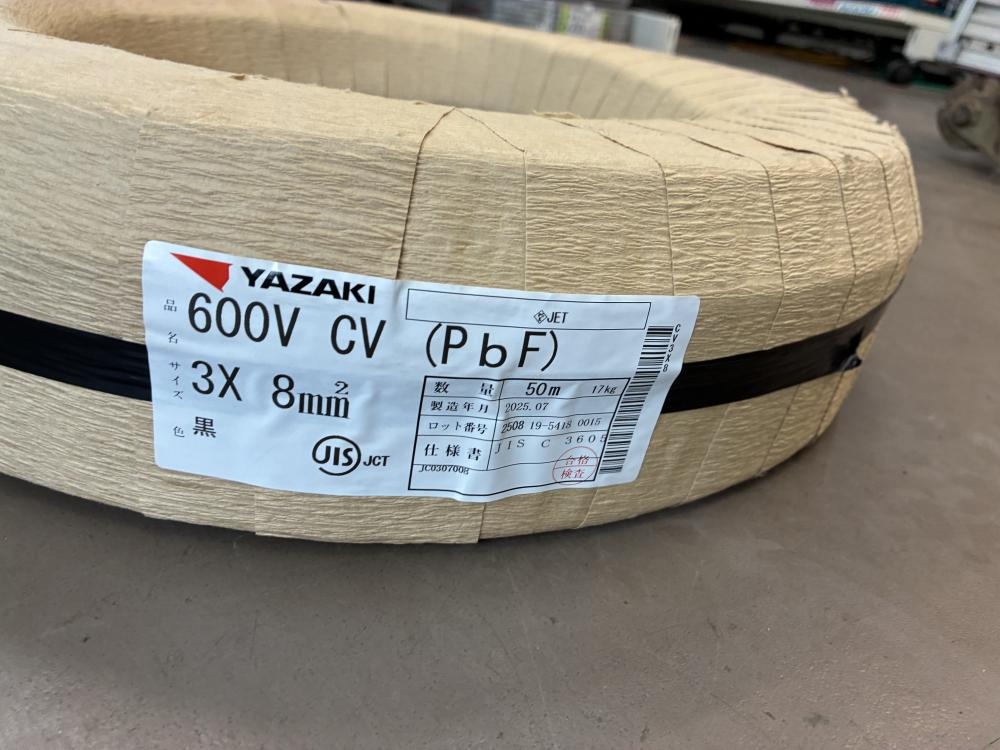 YAZAKI
PS E JET
品名 600V CV (PbF)
サイズ 3X 8mm²
色 黒
数量 50m 17kg
製造年月 2025.07
ロット番号 2508 19-5418 0015
仕様書 JIS C 3605
JC0307008
JIS JCT
合格
検査
CV3X8